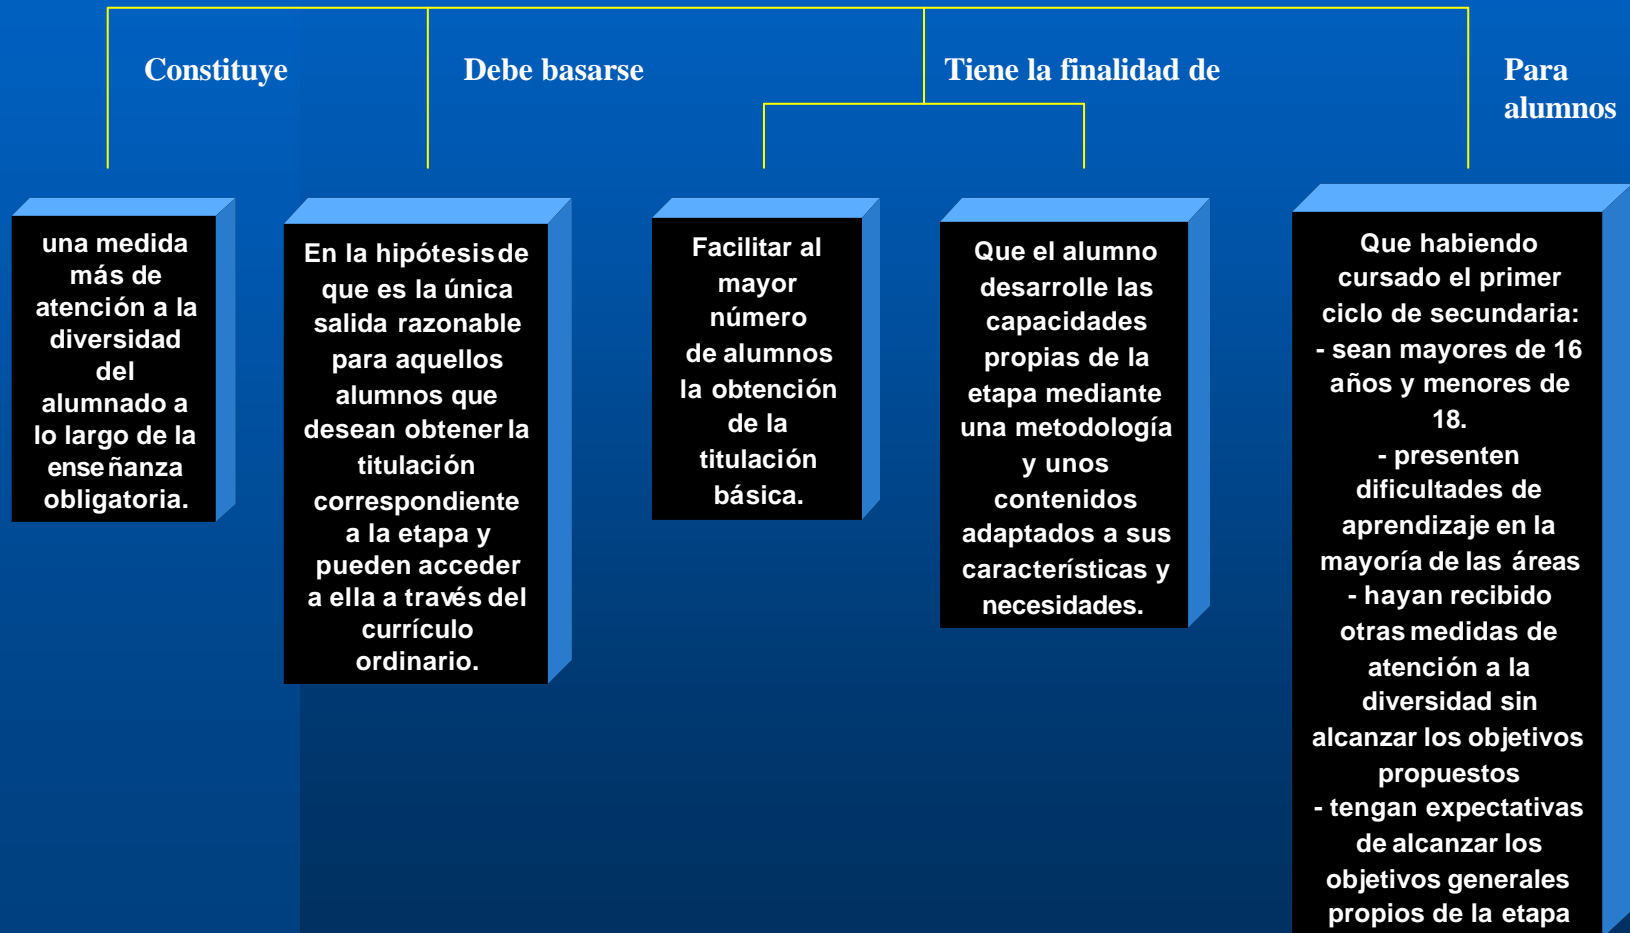 Constituye
Debe basarse
Tiene la finalidad de
Para
alumnos
una medida
más de
atención a la
diversidad
del
alumnado a
lo largo de la
enseñanza
obligatoria.
En la hipótesis de
que es la única
salida razonable
para aquellos
alumnos que
desean obtener la
titulación
correspondiente
a la etapa y
pueden acceder
a ella a través del
currículo
ordinario.
Facilitar al
mayor
número
de alumnos
la obtención
de la
titulación
básica.
Que el alumno
desarrolle las
capacidades
propias de la
etapa mediante
una metodología
y unos
contenidos
adaptados a sus
características y
necesidades.
Que habiendo
cursado el primer
ciclo de secundaria:
- sean mayores de 16
años y menores de
18.
- presenten
dificultades de
aprendizaje en la
mayoría de las áreas
- hayan recibido
otras medidas de
atención a la
diversidad sin
alcanzar los objetivos
propuestos
- tengan expectativas
de alcanzar los
objetivos generales
propios de la etapa